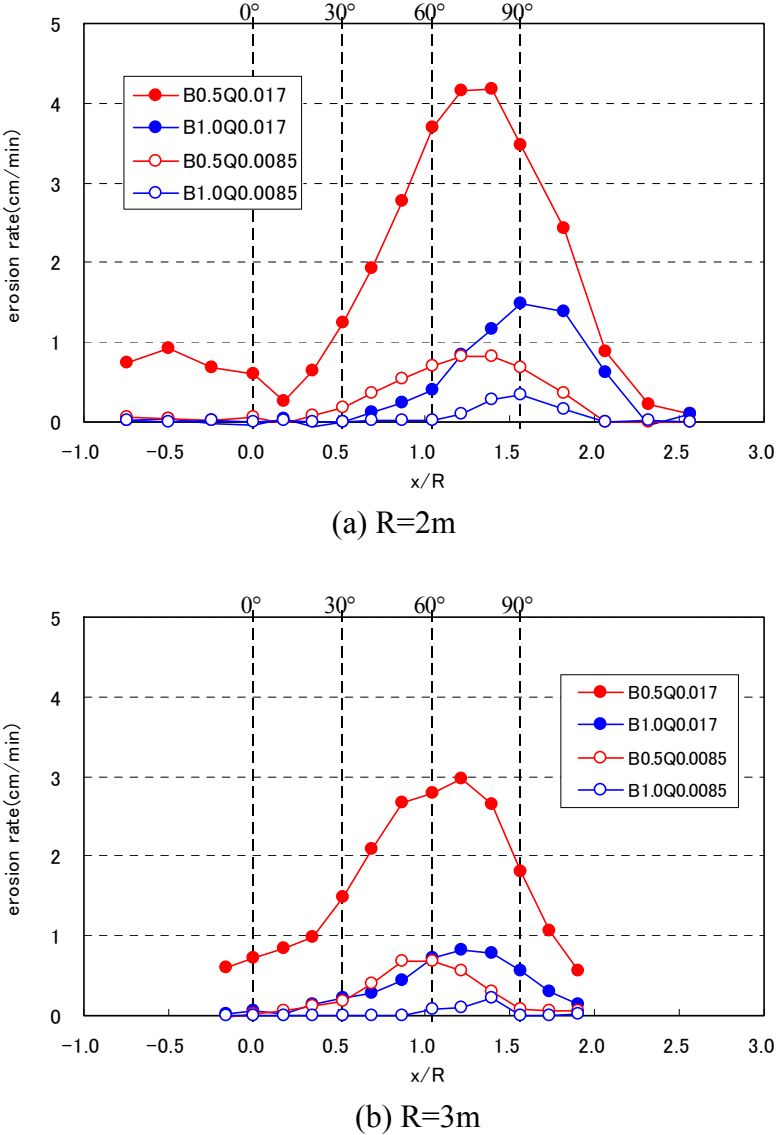 0° 30° 60° 90°
5
4
3
2
1
0
erosion rate(cm/min)
B0.5Q0.017
B1.0Q0.017
B0.5Q0.0085
B1.0Q0.0085
-1.0 -0.5 0.0 0.5 1.0 1.5 2.0 2.5 3.0
x/R
(a) R=2m
0° 30° 60° 90°
5
4
3
2
1
0
erosion rate(cm/min)
B0.5Q0.017
B1.0Q0.017
B0.5Q0.0085
B1.0Q0.0085
-1.0 -0.5 0.0 0.5 1.0 1.5 2.0 2.5 3.0
x/R
(b) R=3m